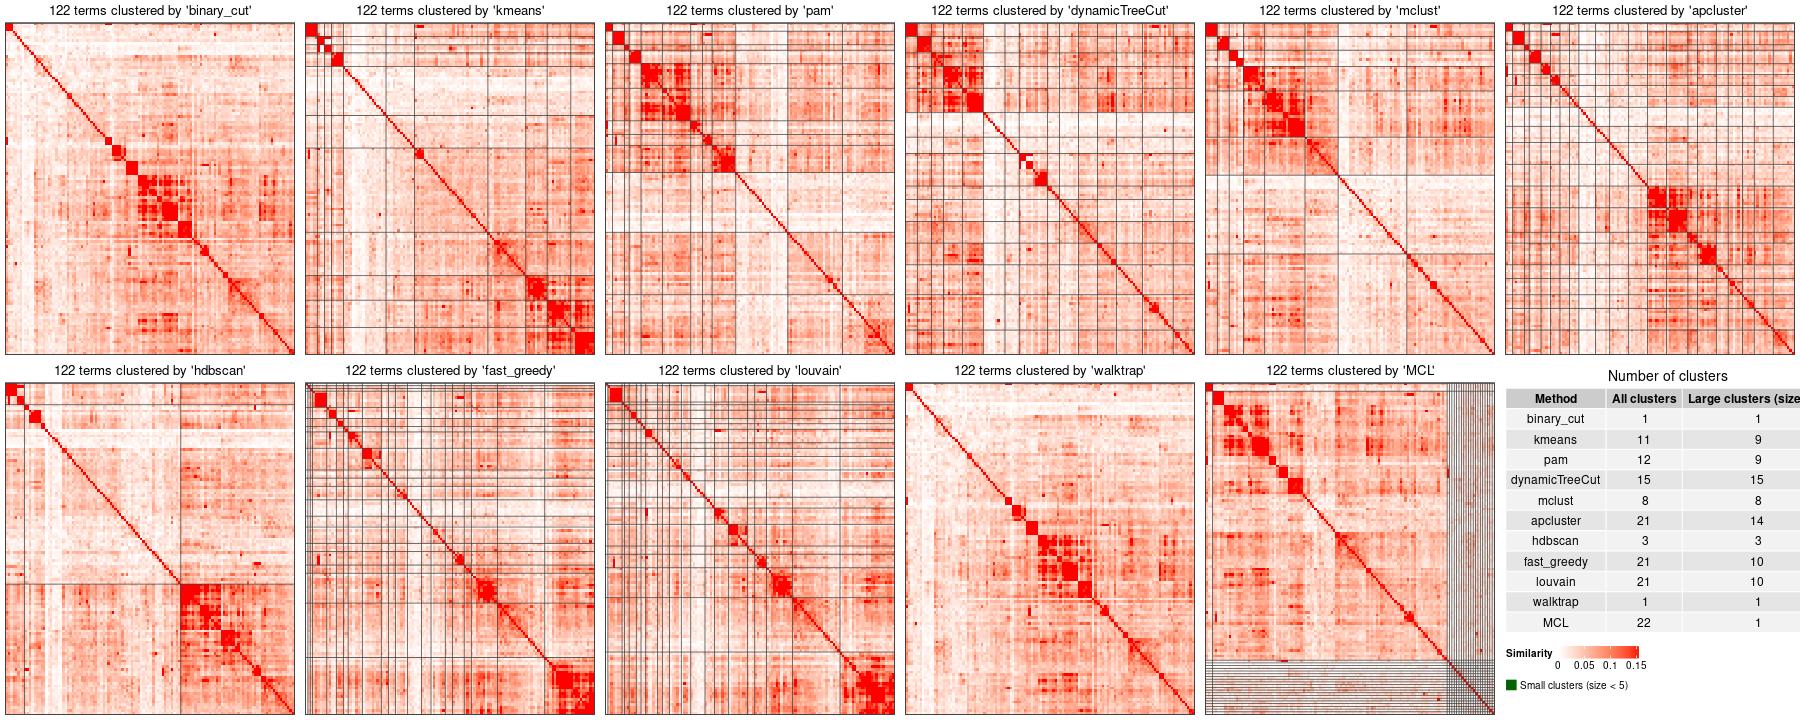 122 terms clustered by 'binary_cut'
122 terms clustered by 'kmeans'
122 terms clustered by 'pam'
122 terms clustered by 'dynamicTreeCut'
122 terms clustered by 'mclust'
122 terms clustered by 'apcluster'
122 terms clustered by 'hdbscan'
122 terms clustered by 'fast_greedy'
122 terms clustered by 'louvain'
122 terms clustered by 'walktrap'
122 terms clustered by 'MCL'
Number of clusters
Method All clusters Large clusters (size
binary_cut 1 1
kmeans 11 9
pam 12 9
dynamicTreeCut 15 15
mclust 8 8
apcluster 21 14
hdbscan 3 3
fast_greedy 21 10
louvain 21 10
walktrap 1 1
MCL 22 1
Similarity
0 0.05 0.1 0.15
Small clusters (size < 5)